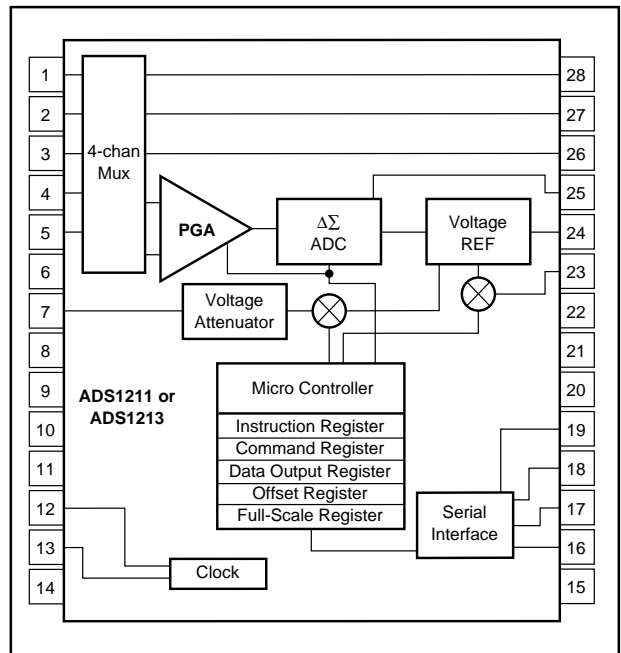 1
28
2
27
3
26
4-chan
Mux
4
25
5
PGA
ΔΣ
ADC
Voltage
REF
24
6
23
7
Voltage
Attenuator
22
8
21
9
ADS1211 or
ADS1213
Micro Controller
20
10
Instruction Register
19
Command Register
11
Data Output Register
18
Offset Register
12
Full-Scale Register
Serial
Interface
17
13
16
Clock
14
15